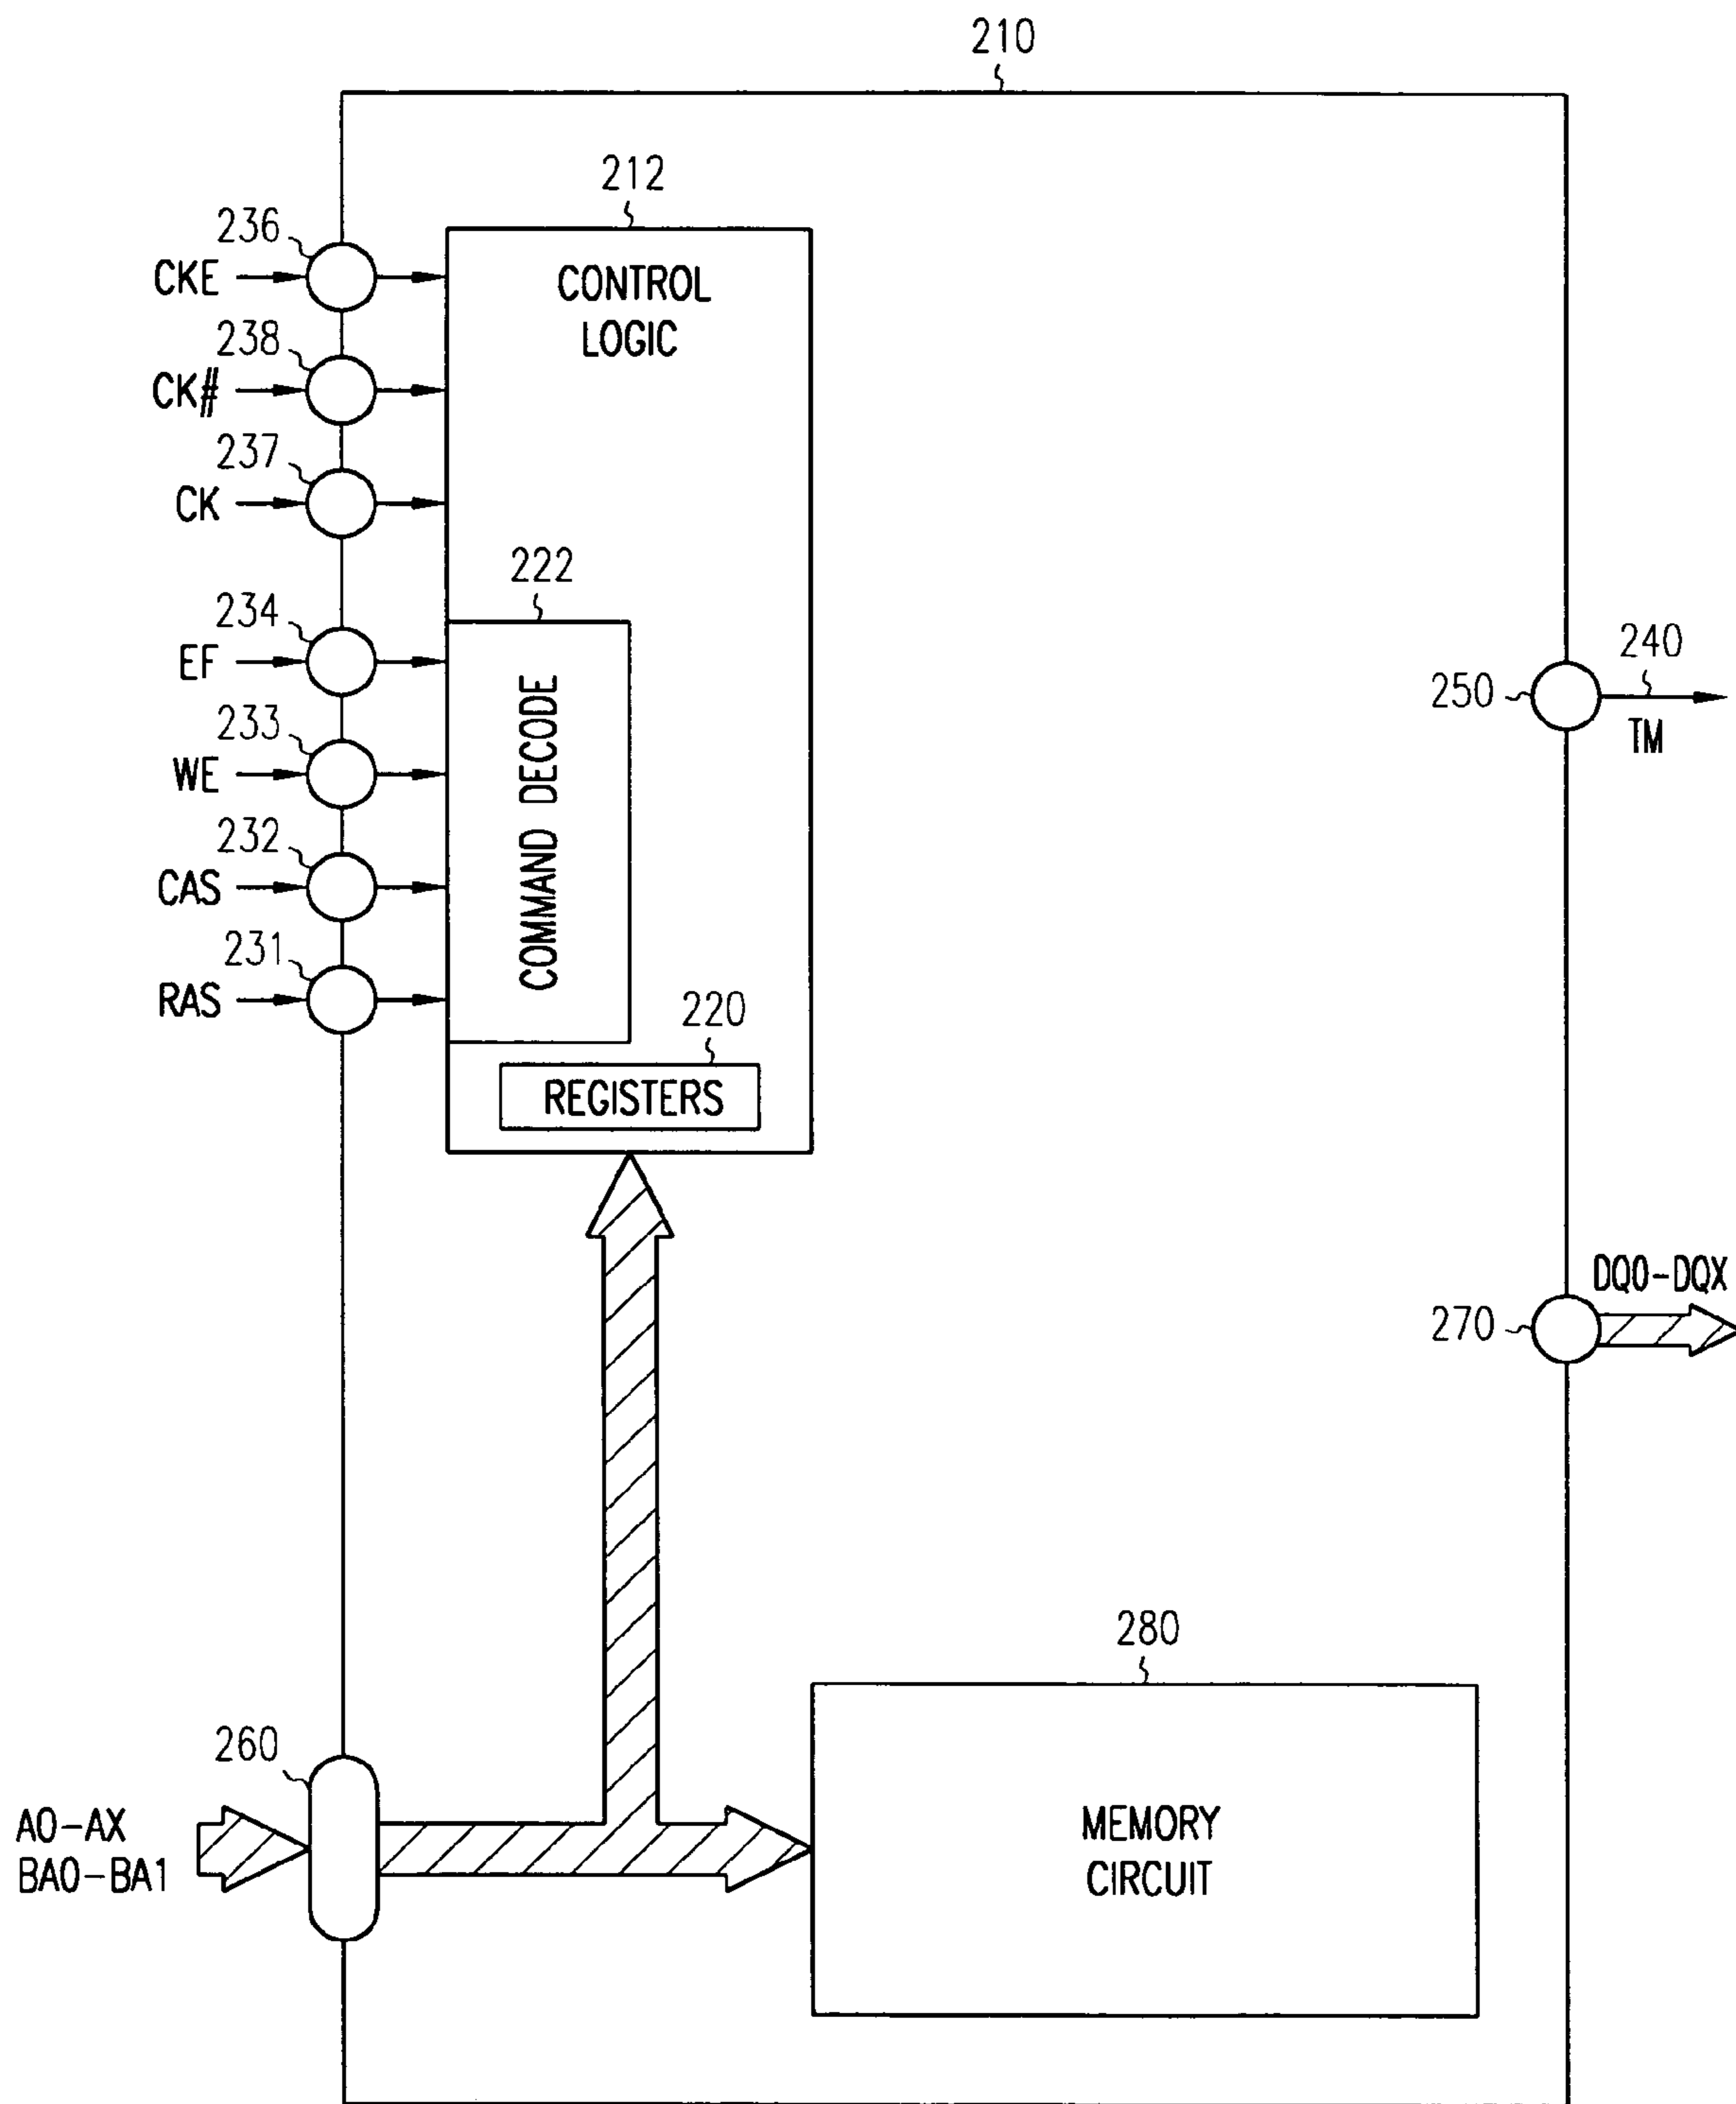 210
212
236
CKE
CONTROL
LOGIC
238
CK#
237
CK
222
234
EF
COMMAND DECODE
240
250
TM
233
WE
232
CAS
231
RAS
220
REGISTERS
DQ0-DQX
270
280
260
A0-AX
BA0-BA1
MEMORY
CIRCUIT